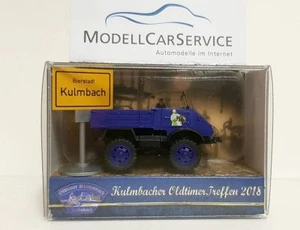 MODELLCARSERVICE
Automodelle im Internet
Bierstadt
Kulmbach
Kulmbacher OldtimerTreffen 2018